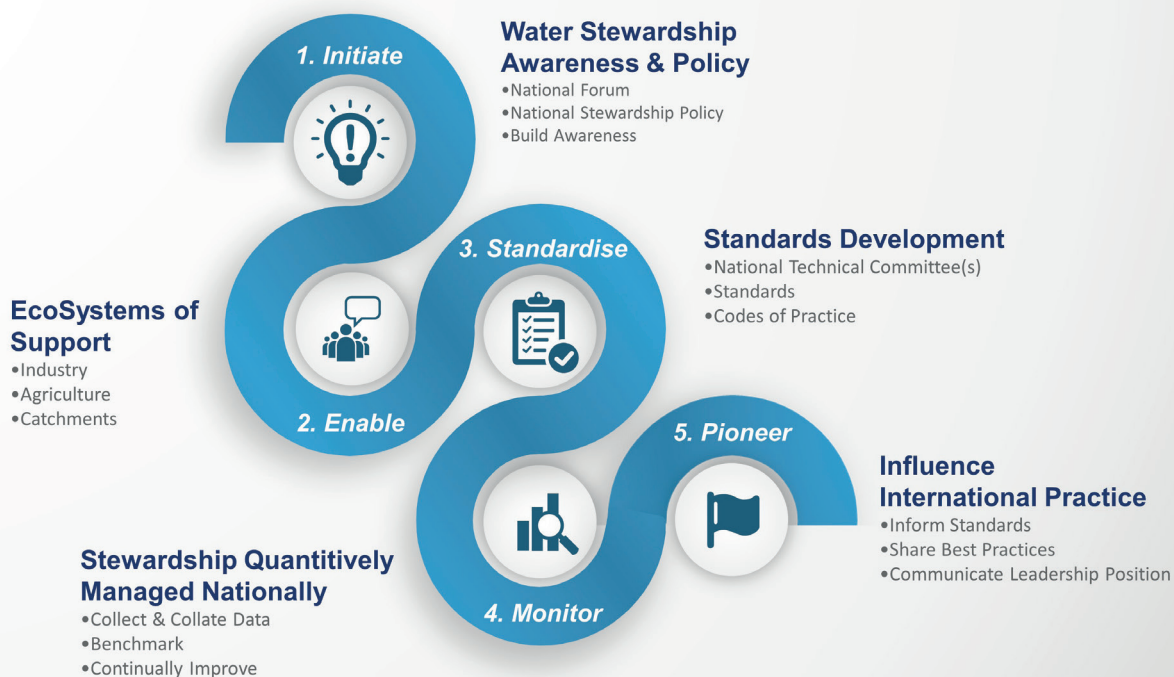 1. Initiate
Water Stewardship
Awareness & Policy
•National Forum
•National Stewardship Policy
•Build Awareness
2. Enable
EcoSystems of
Support
•Industry
•Agriculture
•Catchments
3. Standardise
Standards Development
•National Technical Committee(s)
•Standards
•Codes of Practice
4. Monitor
Stewardship Quantitively
Managed Nationally
•Collect & Collate Data
•Benchmark
•Continually Improve
5. Pioneer
Influence
International Practice
•Inform Standards
•Share Best Practices
•Communicate Leadership Position